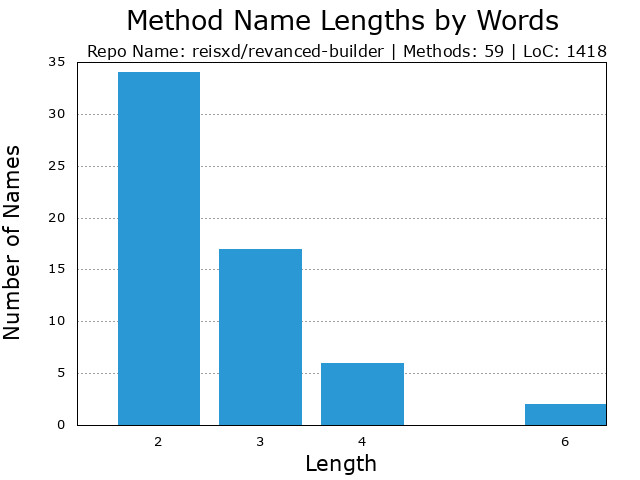 Method Name Lengths by Words
Repo Name: reisxd/revanced-builder | Methods: 59 | LoC: 1418
Number of Names
35
30
25
20
15
10
5
0
2 3 4 6
Length